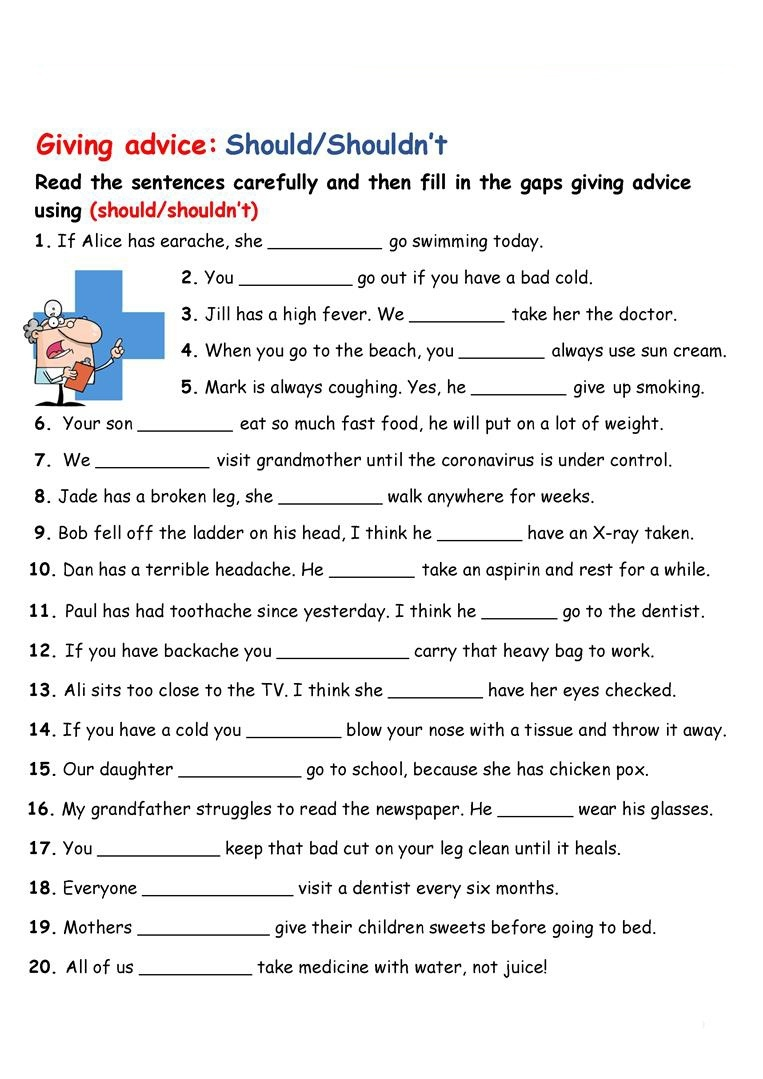 Giving advice: Should/Shouldn't
Read the sentences carefully and then fill in the gaps giving advice
using (should/shouldn't)
1. If Alice has earache, she ___________ go swimming today.
2. You ___________ go out if you have a bad cold.
3. Jill has a high fever. We __________ take her the doctor.
4. When you go to the beach, you _________ always use sun cream.
5. Mark is always coughing. Yes, he __________ give up smoking.
6. Your son __________ eat so much fast food, he will put on a lot of weight.
7. We ____________ visit grandmother until the coronavirus is under control.
8. Jade has a broken leg, she ___________ walk anywhere for weeks.
9. Bob fell off the ladder on his head, I think he _________ have an X-ray taken.
10. Dan has a terrible headache. He _________ take an aspirin and rest for a while.
11. Paul has had toothache since yesterday. I think he ________ go to the dentist.
12. If you have backache you ______________ carry that heavy bag to work.
13. Ali sits too close to the TV. I think she __________ have her eyes checked.
14. If you have a cold you __________ blow your nose with a tissue and throw it away.
15. Our daughter _____________ go to school, because she has chicken pox.
16. My grandfather struggles to read the newspaper. He ________ wear his glasses.
17. You _____________ keep that bad cut on your leg clean until it heals.
18. Everyone ________________ visit a dentist every six months.
19. Mothers ______________ give their children sweets before going to bed.
20. All of us ____________ take medicine with water, not juice!